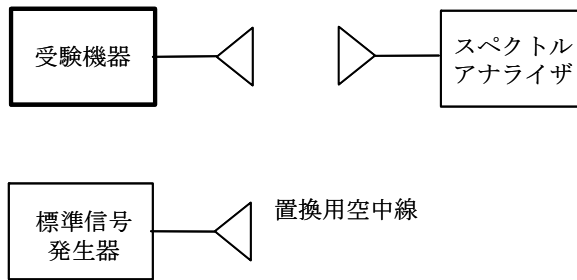 受験機器
スペクトル
アナライザ
標準信号
発生器
置換用空中線